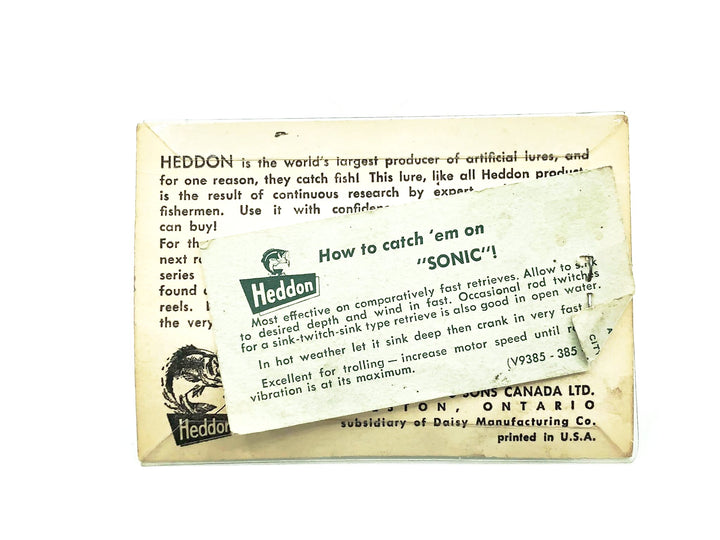 HEDDON is the world's largest producer of artificial lures, and
for one reason, they catch fish! This lure, like all Heddon
is the result of continuous research by expert
fishermen. Use it with
can buy!
For
next
series
found
reels.
the very
Heddon
How to catch 'em on
"SONIC"!
Heddon
Most effective on comparatively fast retrieves. Allow to sink
to desired depth and wind in fast. Occasional rod twitches
for a sink-twitch-sink type retrieve is also good in open water.
In hot weather let it sink deep then crank in very fast
Excellent for trolling — increase motor speed until
vibration is at its maximum.
(V9385 - 385
SONS CANADA LTD.
ONTARIO
subsidiary of Daisy Manufacturing Co.
printed in U.S.A.